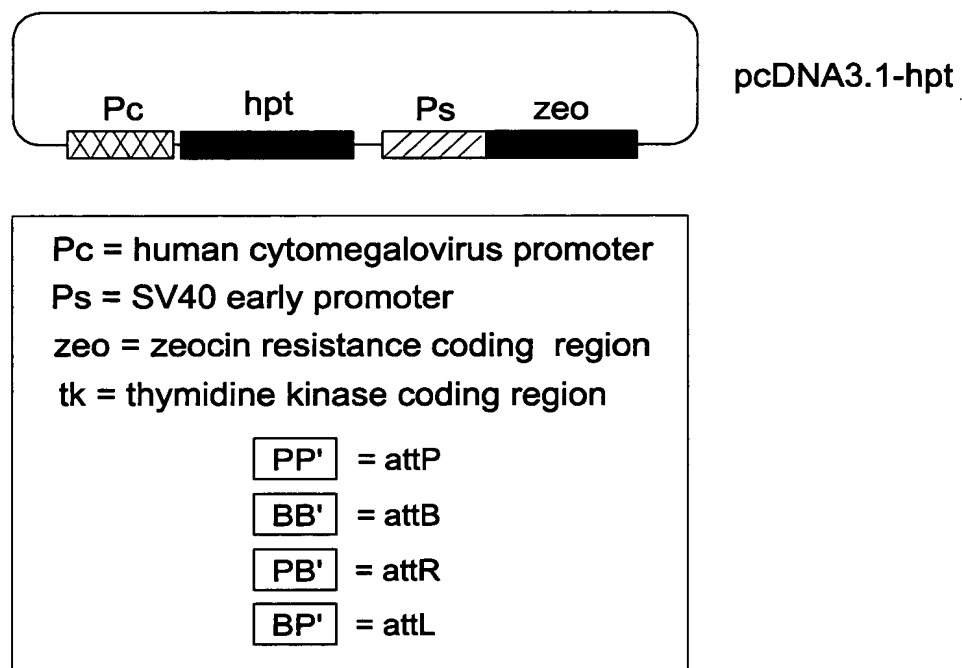 pcDNA3.1-hpt
Pc hpt Ps zeo
Pc = human cytomegalovirus promoter
Ps = SV40 early promoter
zeo = zeocin resistance coding region
tk = thymidine kinase coding region
PP' = attP
BB' = attB
PB' = attR
BP' = attL